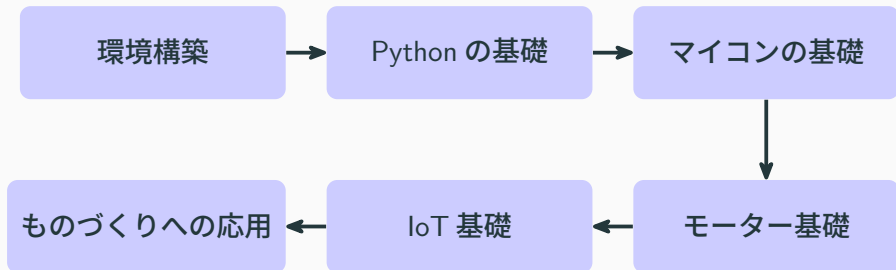 環境構築
Python の基礎
マイコンの基礎
モーター基礎
IoT 基礎
ものづくりへの応用